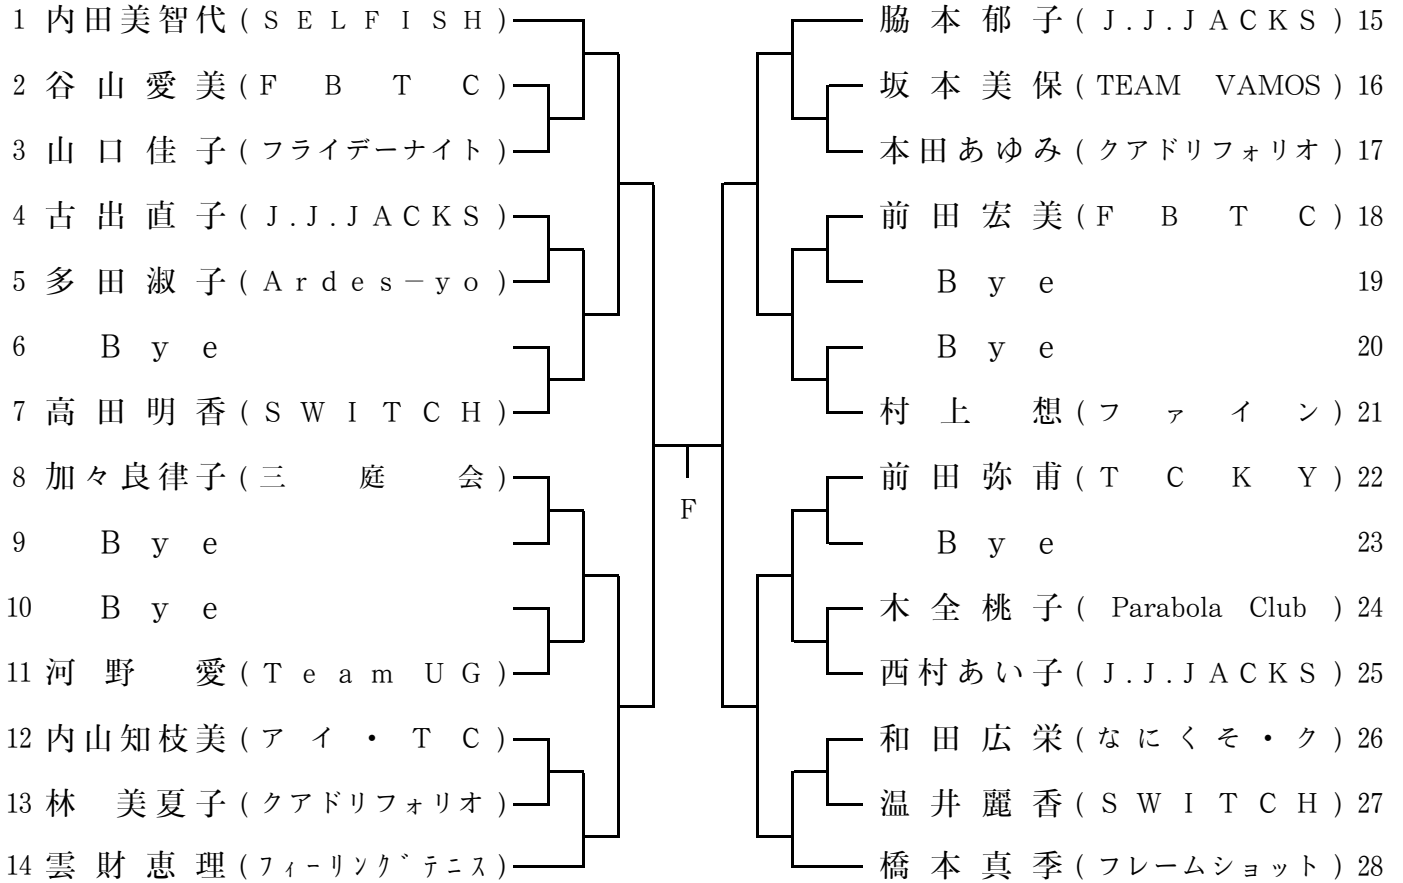 1 内田美智代(SELFISH)
2 谷山愛美(FBTC)
3 山口佳子(フライデーナイト)
4 古出直子(J.J.JACKS)
5 多田淑子(Ardes－yo)
6 Bye
7 高田明香(SWITCH)
8 加々良律子(三庭会)
9 Bye
10 Bye
11 河野 愛(Team UG)
12 内山知枝美(アイ・TC)
13 林 美夏子(クアドリフォリオ)
14 雲財恵理(フィーリングテニス)
F
脇本郁子(J.J.JACKS) 15
坂本美保(TEAM VAMOS) 16
本田あゆみ(クアドリフォリオ) 17
前田宏美(FBTC) 18
Bye 19
Bye 20
村上 想(ファイン) 21
前田弥甫(TCKY) 22
Bye 23
木全桃子(Parabola Club) 24
西村あい子(J.J.JACKS) 25
和田広栄(なにくそ・ク) 26
温井麗香(SWITCH) 27
橋本真季(フレームショット) 28